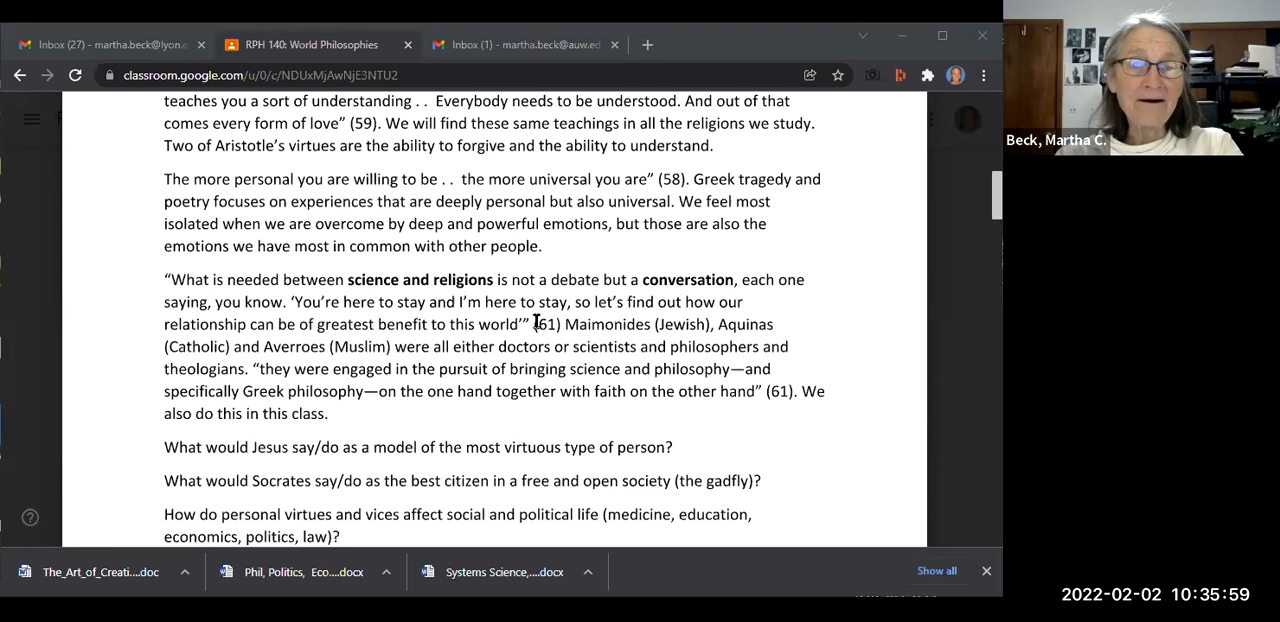 Inbox (27) - martha.beck@lyon.e
RPH 140: World Philosophies
Inbox (1) - martha.beck@auw.ed
classroom.google.com/u/0/c/NDUxMjAwNjE3NTU2
Beck, Martha C.
teaches you a sort of understanding . . Everybody needs to be understood. And out of that
comes every form of love” (59). We will find these same teachings in all the religions we study.
Two of Aristotle’s virtues are the ability to forgive and the ability to understand.
The more personal you are willing to be . . the more universal you are” (58). Greek tragedy and
poetry focuses on experiences that are deeply personal but also universal. We feel most
isolated when we are overcome by deep and powerful emotions, but those are also the
emotions we have most in common with other people.
“What is needed between science and religions is not a debate but a conversation, each one
saying, you know. ‘You’re here to stay and I’m here to stay, so let’s find out how our
relationship can be of greatest benefit to this world’” (61) Maimonides (Jewish), Aquinas
(Catholic) and Averroes (Muslim) were all either doctors or scientists and philosophers and
theologians. “they were engaged in the pursuit of bringing science and philosophy—and
specifically Greek philosophy—on the one hand together with faith on the other hand” (61). We
also do this in this class.
What would Jesus say/do as a model of the most virtuous type of person?
What would Socrates say/do as the best citizen in a free and open society (the gadfly)?
How do personal virtues and vices affect social and political life (medicine, education,
economics, politics, law)?
The_Art_of_Creati....doc
Phil, Politics, Eco....docx
Systems Science,....docx
Show all
2022-02-02 10:35:59